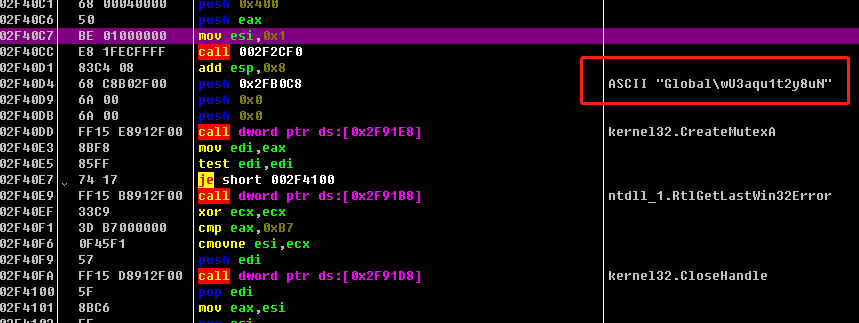 02F40C1 68 00040000 push 0x400
02F40C6 50 push eax
02F40C7 BE 01000000 mov esi,0x1
02F40CC E8 1FECFFFF call 002F2CF0
02F40D1 83C4 08 add esp,0x8
02F40D4 68 C8B02F00 push 0x2FB0C8 ASCII "Global\wU3aqu1t2y8uN"
02F40D9 6A 00 push 0x0
02F40DB 6A 00 push 0x0
02F40DD FF15 E8912F00 call dword ptr ds:[0x2F91E8] kernel32.CreateMutexA
02F40E3 8BF8 mov edi,eax
02F40E5 85FF test edi,edi
02F40E7 74 17 je short 002F4100
02F40E9 FF15 B8912F00 call dword ptr ds:[0x2F91B8] ntdll_1.RtlGetLastWin32Error
02F40EF 33C9 xor ecx,ecx
02F40F1 3D B7000000 cmp eax,0xB7
02F40F6 0F45F1 cmovne esi,ecx
02F40F9 57 push edi
02F40FA FF15 D8912F00 call dword ptr ds:[0x2F91D8] kernel32.CloseHandle
02F4100 5F pop edi
02F4101 8BC6 mov eax,esi